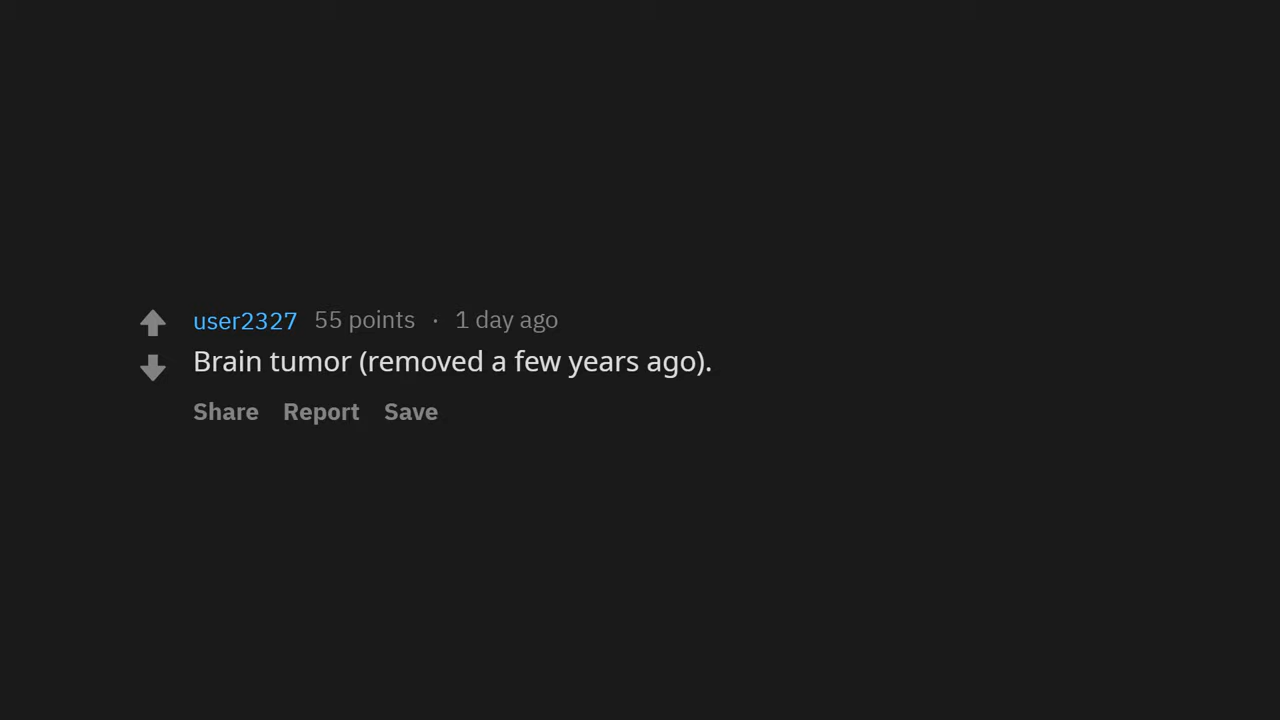 user2327 55 points · 1 day ago
Brain tumor (removed a few years ago).
Share Report Save